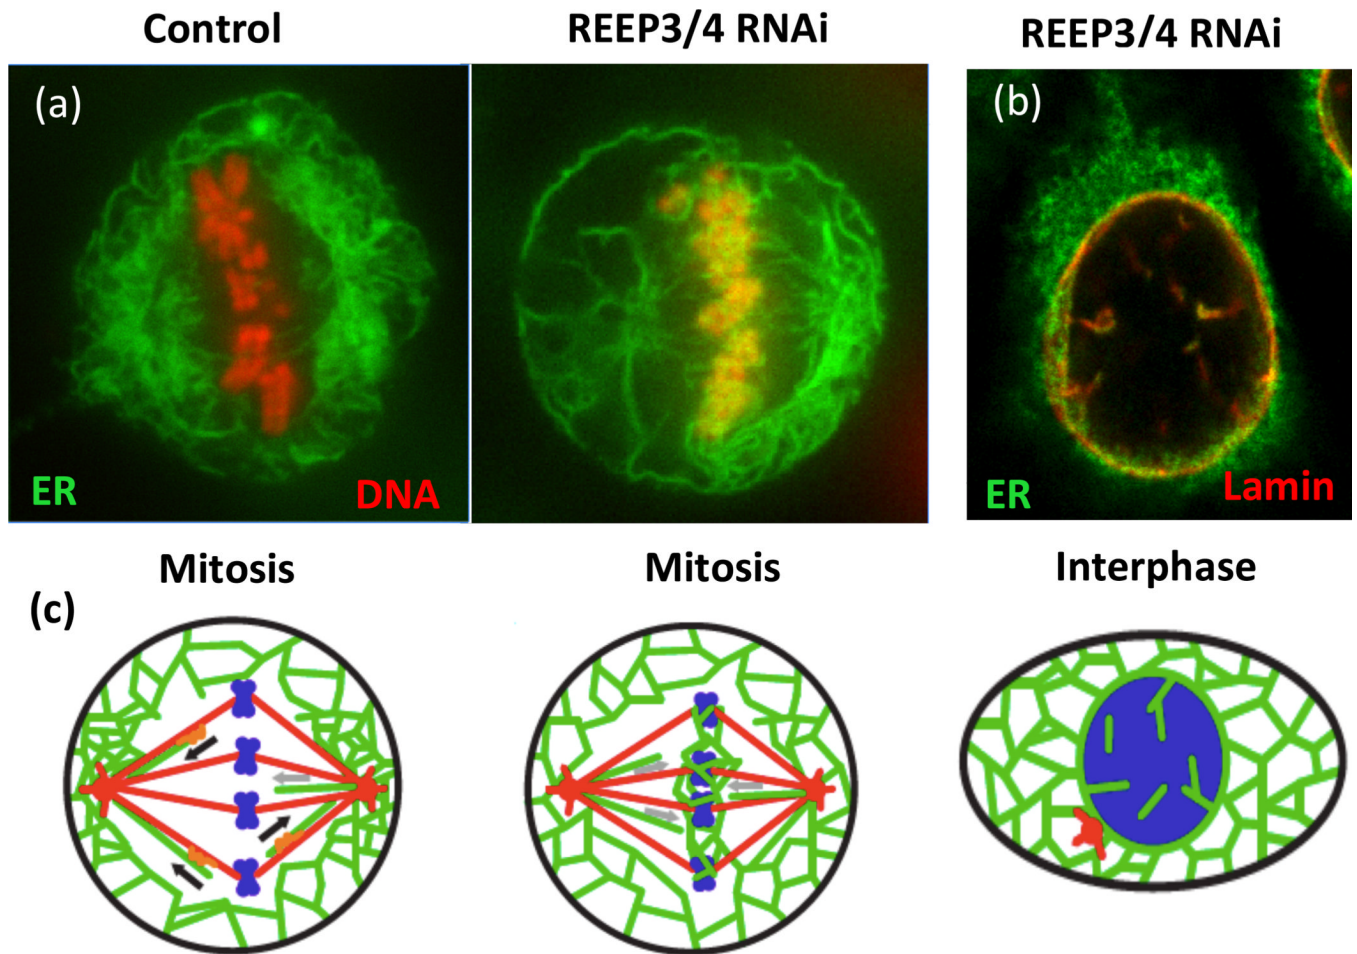 Control
REEP3/4 RNAi
REEP3/4 RNAi
(a)
(b)
ER
DNA
ER
Lamin
Mitosis
Mitosis
Interphase
(c)